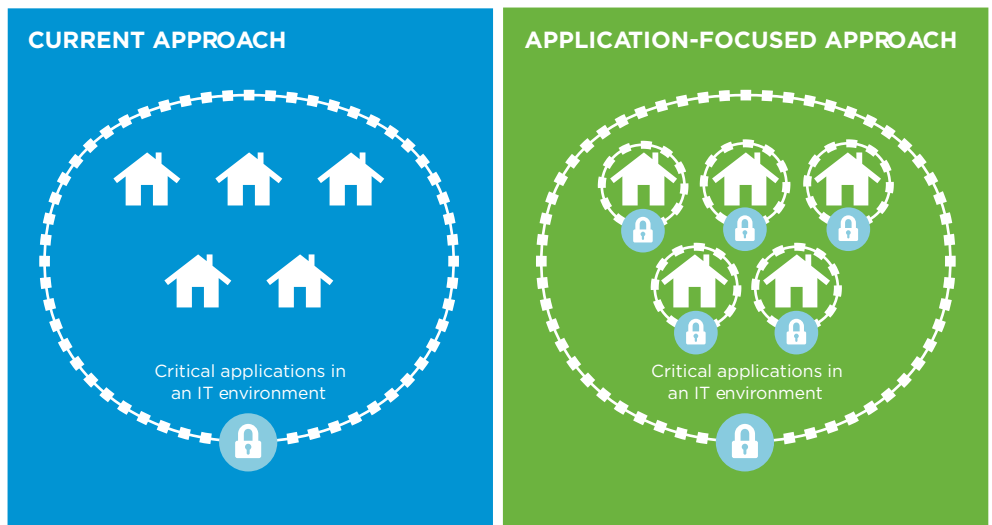 CURRENT APPROACH
Critical applications in
an IT environment
APPLICATION-FOCUSED APPROACH
Critical applications in
an IT environment